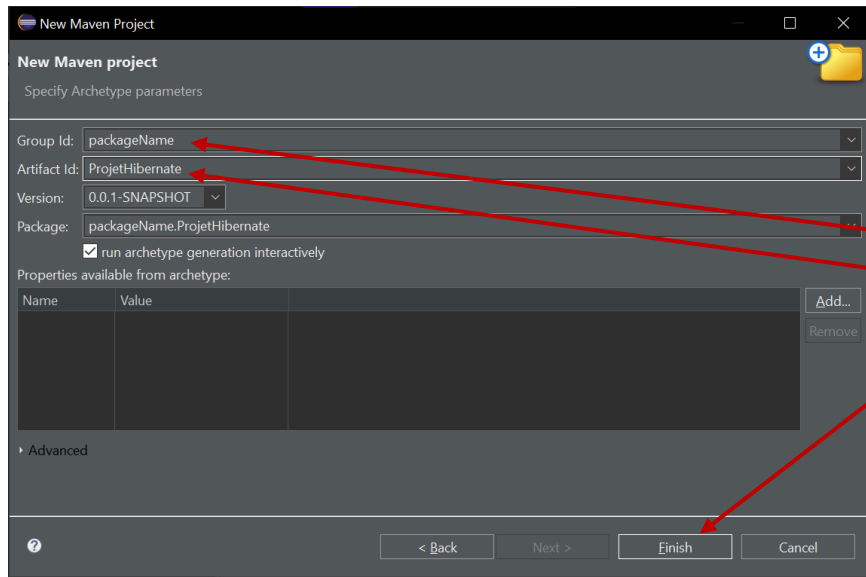 New Maven Project
New Maven project
Specify Archetype parameters
Group Id: packageName
Artifact Id: ProjetHibernate
Version: 0.0.1-SNAPSHOT
Package: packageName.ProjetHibernate
run archetype generation interactively
Properties available from archetype:
Name Value
Add...
Remove
Advanced
? < Back Next > Finish Cancel